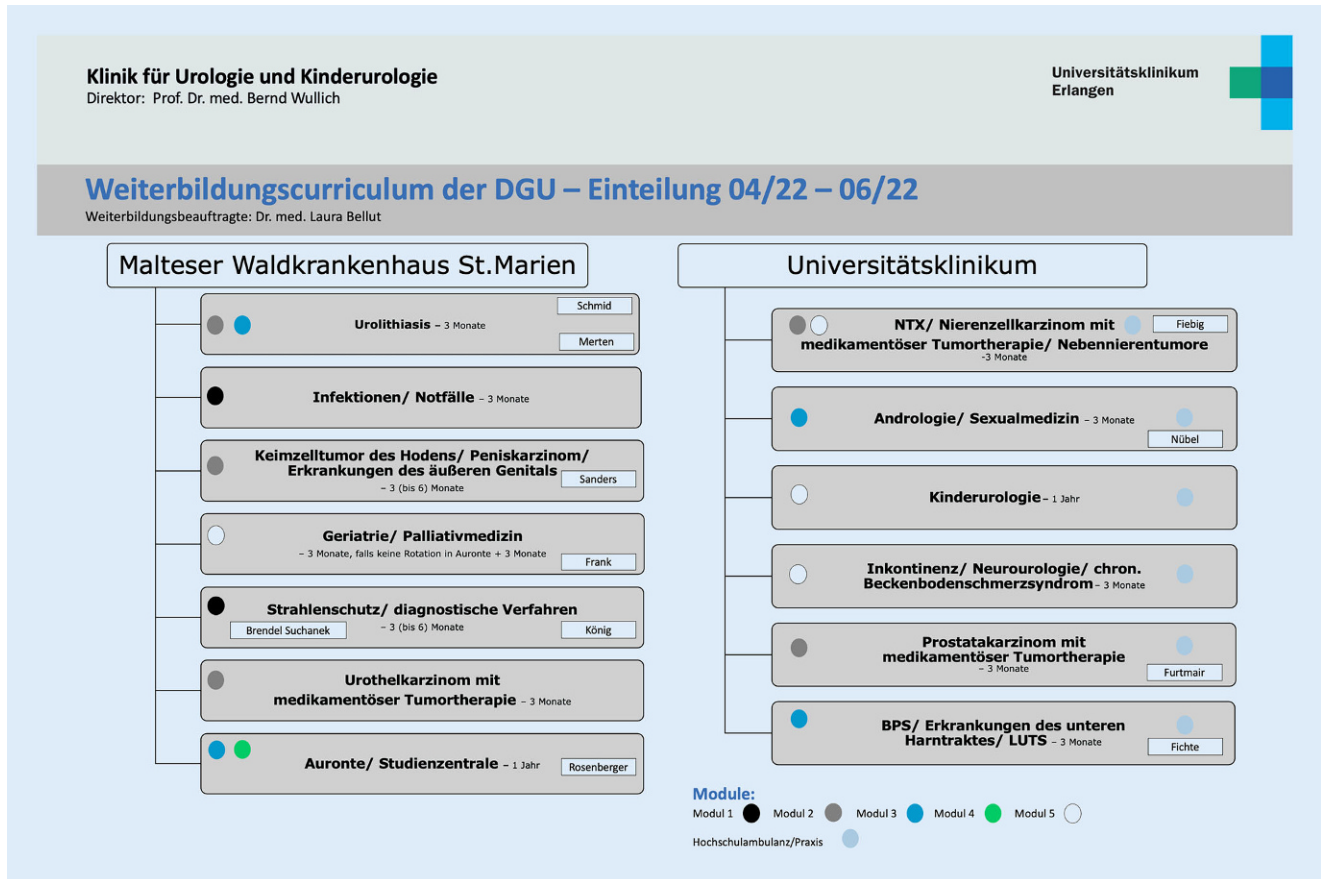 Klinik für Urologie und Kinderurologie
Direktor: Prof. Dr. med. Bernd Wullich
Universitätsklinikum
Erlangen
Weiterbildungscurriculum der DGU – Einteilung 04/22 – 06/22
Weiterbildungsbeauftragte: Dr. med. Laura Bellut
Malteser Waldkrankenhaus St.Marien
Schmid
Urolithiasis – 3 Monate
Merten
Infektionen/ Notfälle – 3 Monate
Keimzelltumor des Hodens/ Peniskarzinom/
Erkrankungen des äußeren Genitals
Sanders
– 3 (bis 6) Monate
Geriatrie/ Palliativmedizin
– 3 Monate, falls keine Rotation in Auronte + 3 Monate
Frank
Strahlenschutz/ diagnostische Verfahren
Brendel Suchanek
– 3 (bis 6) Monate
König
Urothelkarzinom mit
medikamentöser Tumortherapie – 3 Monate
Auronte/ Studienzentrale – 1 Jahr
Rosenberger
Universitätsklinikum
NTX/ Nierenzellkarzinom mit
Fiebig
medikamentöser Tumortherapie/ Nebennierentumore
-3 Monate
Andrologie/ Sexualmedizin – 3 Monate
Nübel
Kinderurologie – 1 Jahr
Inkontinenz/ Neurourologie/ chron.
Beckenbodenschmerzsyndrom – 3 Monate
Prostatakarzinom mit
medikamentöser Tumortherapie
– 3 Monate
Furtmair
BPS/ Erkrankungen des unteren
Harntraktes/ LUTS – 3 Monate
Fichte
Module:
Modul 1 Modul 2 Modul 3 Modul 4 Modul 5
Hochschulambulanz/Praxis